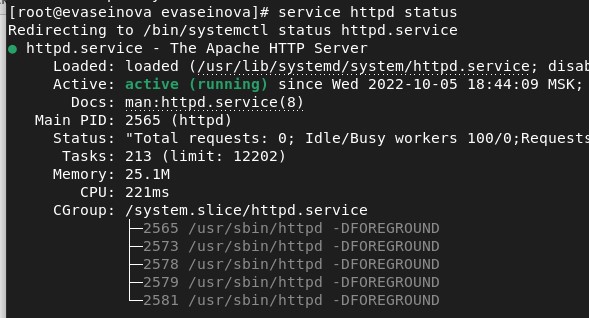 [root@evaseinova evaseinova]# service httpd status
Redirecting to /bin/systemctl status httpd.service
● httpd.service - The Apache HTTP Server
Loaded: loaded (/usr/lib/systemd/system/httpd.service; disab
Active: active (running) since Wed 2022-10-05 18:44:09 MSK;
Docs: man:httpd.service(8)
Main PID: 2565 (httpd)
Status: "Total requests: 0; Idle/Busy workers 100/0;Requests
Tasks: 213 (limit: 12202)
Memory: 25.1M
CPU: 221ms
CGroup: /system.slice/httpd.service
├─2565 /usr/sbin/httpd -DFOREGROUND
├─2573 /usr/sbin/httpd -DFOREGROUND
├─2578 /usr/sbin/httpd -DFOREGROUND
├─2579 /usr/sbin/httpd -DFOREGROUND
└─2581 /usr/sbin/httpd -DFOREGROUND